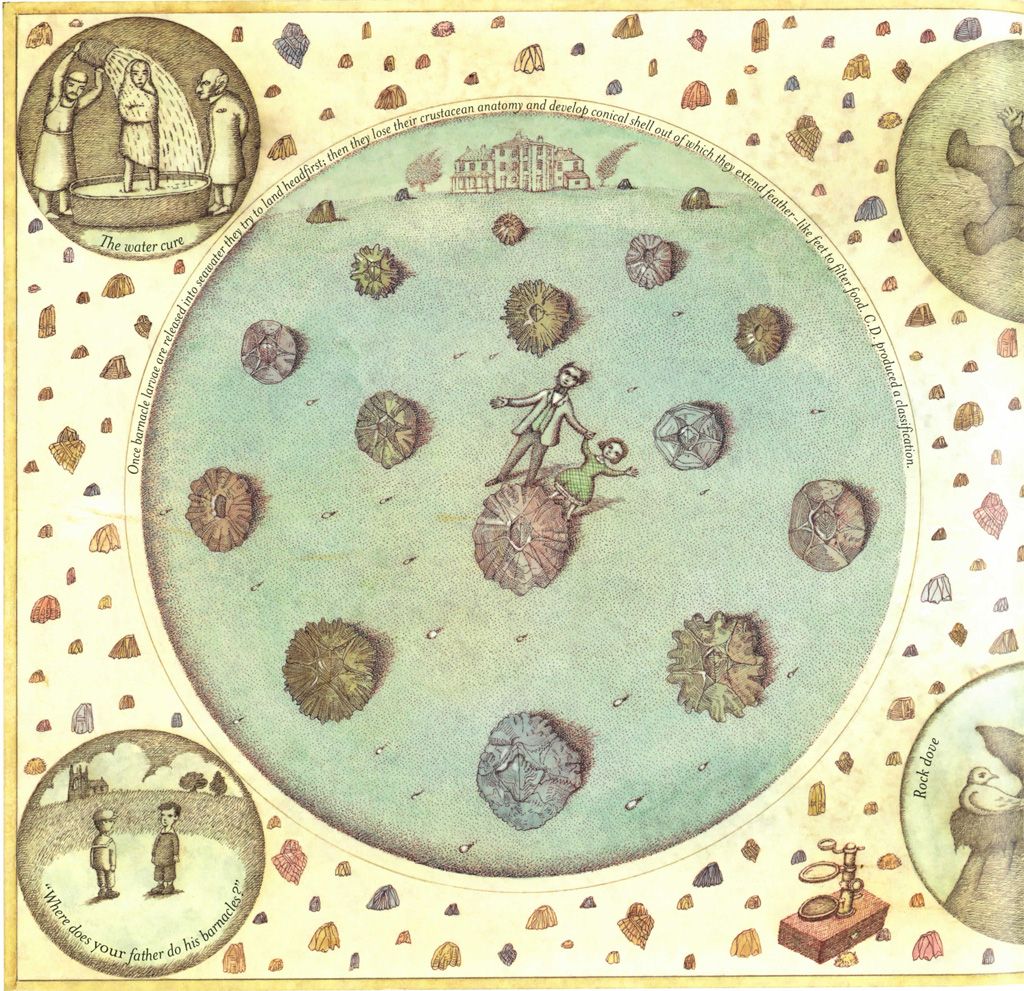 The water cure
Once barnacle larvae are released into seawater they try to land headfirst; then they lose their crustacean anatomy and develop conical shell out of which they extend feather-like feet to filter food. C.D. produced a classification.
Rock dove
"Where does your father do his barnacles?"